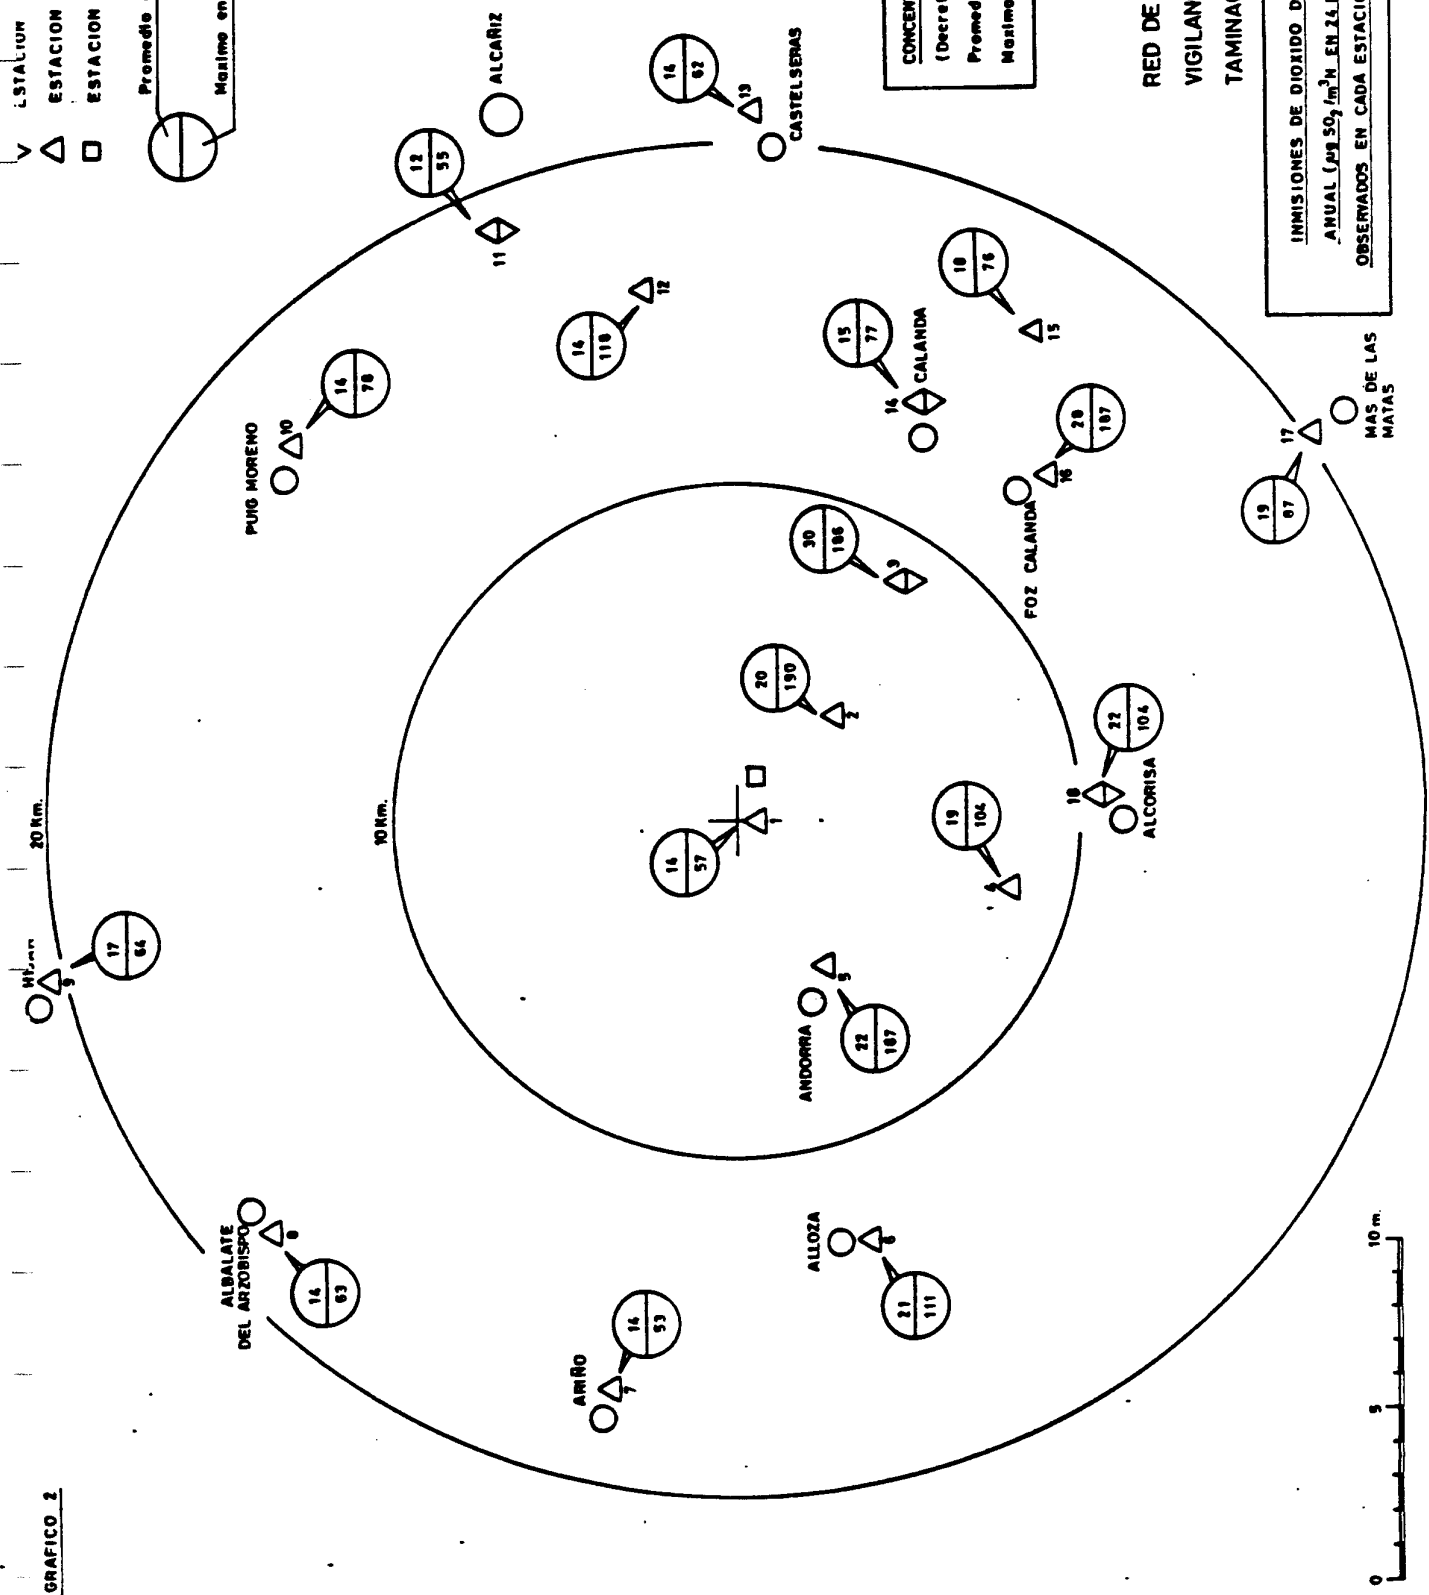 GRAFICO 2
ESTACION
ESTACION
Promedio
Maximo en
CONCEN
(Decret
Promed
Maximo
RED DE
VIGILAN
TAMINAC
INMISIONES DE DIOXIDO D
ANUAL (µg SO2/m³N EN 24
OBSERVADOS EN CADA ESTACIO
20 Km.
10 Km.
9
17
64
ALBALATE
DEL ARZOBISPO
8
14
63
ARIÑO
7
14
53
ALLOZA
6
21
111
ANDORRA
5
22
187
1
14
57
2
20
190
3
30
186
4
19
104
18
22
104
ALCORISA
PUIG MORENO
10
14
78
ALCAÑIZ
11
12
55
12
14
118
13
14
62
CASTELSERAS
14
15
77
CALANDA
15
18
76
16
28
187
FOZ CALANDA
17
19
87
MAS DE LAS
MATAS
0
5
10 m.